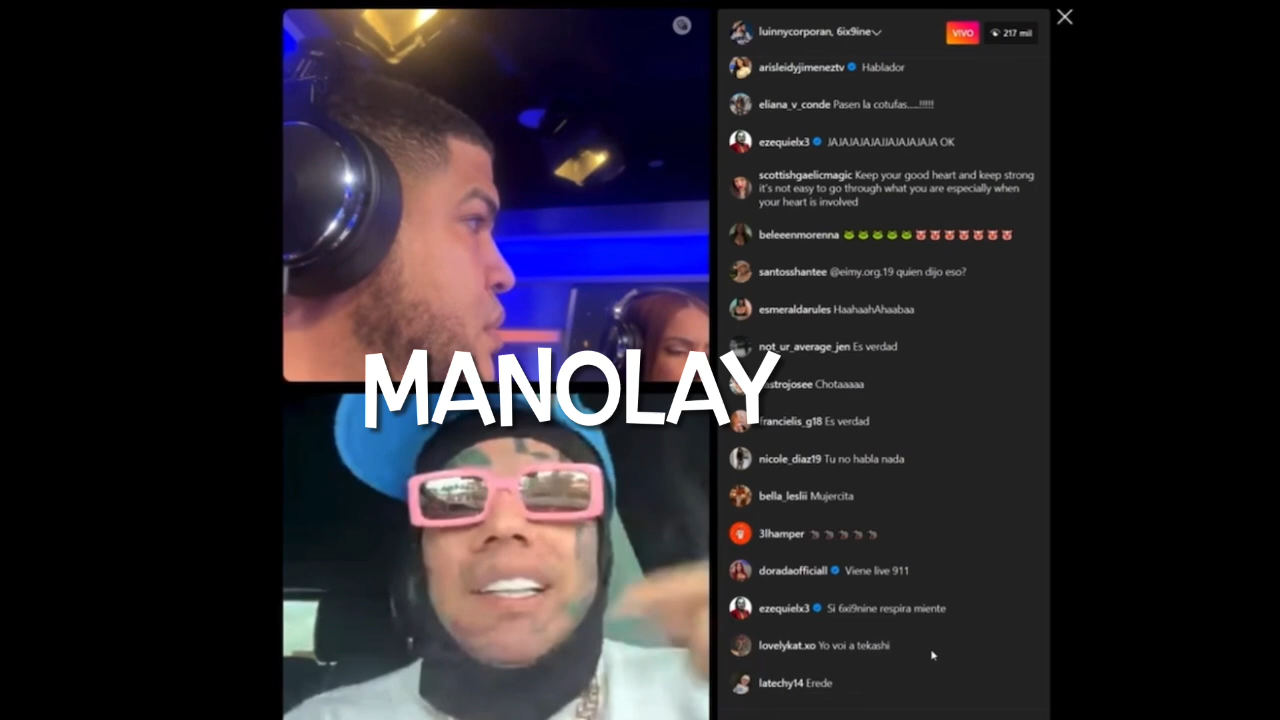 luinnycorporan, 6ix9ine
VIVO
217 mil
arisleidyjimeneztv Hablador
eliana_v_conde Pasen la cotufas.....!!!!!
ezequielx3 JAJAJAJAJAJJAJAJAJAJA OK
scottishgaelicmagic Keep your good heart and keep strong
it's not easy to go through what you are especially when
your heart is involved
beleeenmorenna 🐸🐸🐸🐸🐸🐷🐷🐷🐷🐷🐷🐷
santosshantee @eimy.org.19 quien dijo eso?
esmeraldarules HaahaahAhaabaa
not_ur_average_jen Es verdad
MANOLAY
astrojosee Chotaaaaa
francielis_g18 Es verdad
nicole_diaz19 Tu no habla nada
bella_leslii Mujercita
3lhamper 🐀🐀🐀🐀🐀
doradaofficiall Viene live 911
ezequielx3 Si 6xi9nine respira miente
lovelykat.xo Yo voi a tekashi
latechy14 Erede